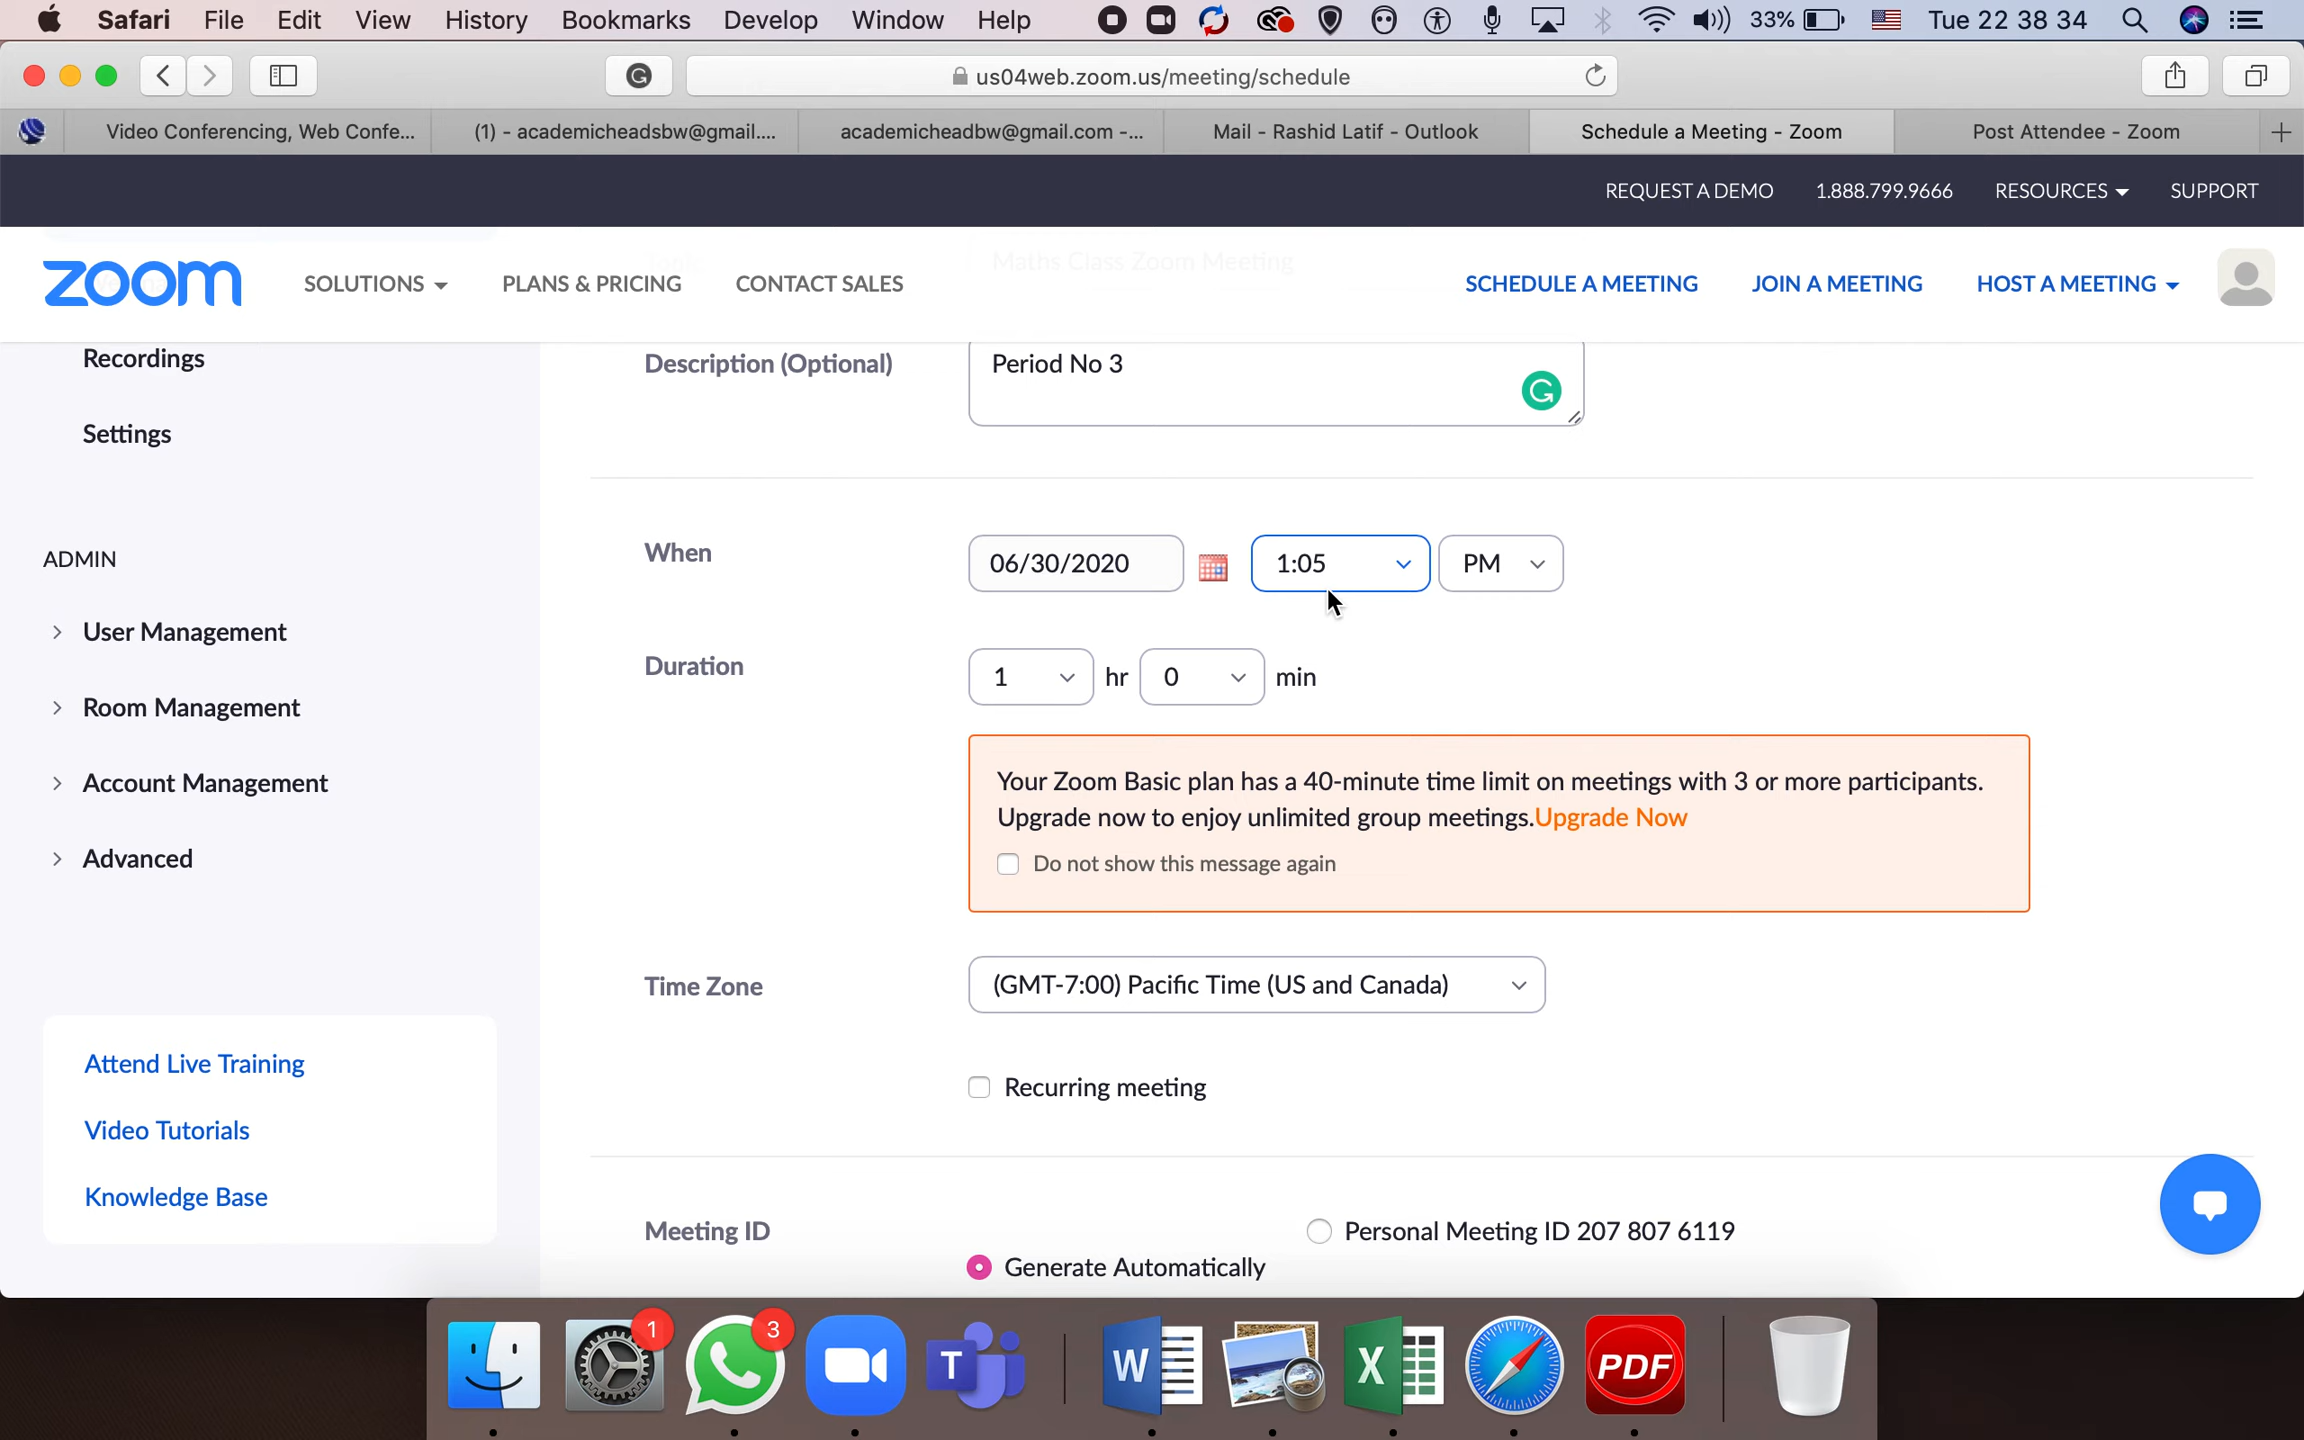 Safari File Edit View History Bookmarks Develop Window Help 33% Tue 22 38 34
us04web.zoom.us/meeting/schedule
Video Conferencing, Web Confe... (1) - academicheadsbw@gmail.... academicheadbw@gmail.com -... Mail - Rashid Latif - Outlook Schedule a Meeting - Zoom Post Attendee - Zoom
REQUEST A DEMO 1.888.799.9666 RESOURCES SUPPORT
Maths Class Zoom Meeting
zoom SOLUTIONS PLANS & PRICING CONTACT SALES SCHEDULE A MEETING JOIN A MEETING HOST A MEETING
Recordings
Settings
ADMIN
User Management
Room Management
Account Management
Advanced
Attend Live Training
Video Tutorials
Knowledge Base
Description (Optional) Period No 3
When 06/30/2020 1:05 PM
Duration 1 hr 0 min
Your Zoom Basic plan has a 40-minute time limit on meetings with 3 or more participants.
Upgrade now to enjoy unlimited group meetings.Upgrade Now
Do not show this message again
Time Zone (GMT-7:00) Pacific Time (US and Canada)
Recurring meeting
Meeting ID Personal Meeting ID 207 807 6119
Generate Automatically
1 3 T W X PDF